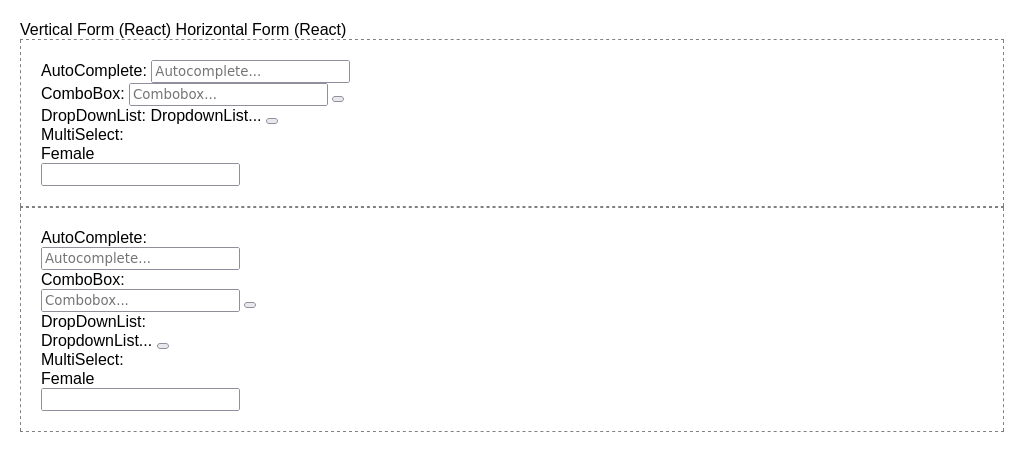 Vertical Form (React) Horizontal Form (React)
AutoComplete: Autocomplete...
ComboBox: Combobox...
DropDownList: DropdownList...
MultiSelect:
Female
AutoComplete:
Autocomplete...
ComboBox:
Combobox...
DropDownList:
DropdownList...
MultiSelect:
Female